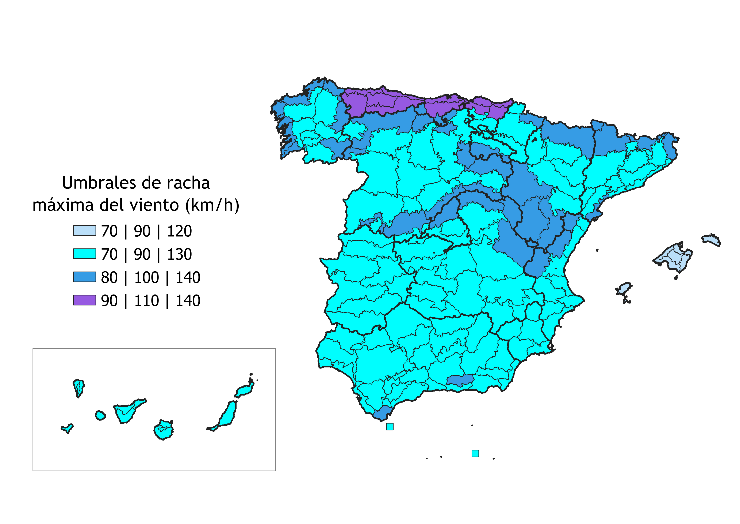 Umbrales de racha
máxima del viento (km/h)
70 | 90 | 120
70 | 90 | 130
80 | 100 | 140
90 | 110 | 140